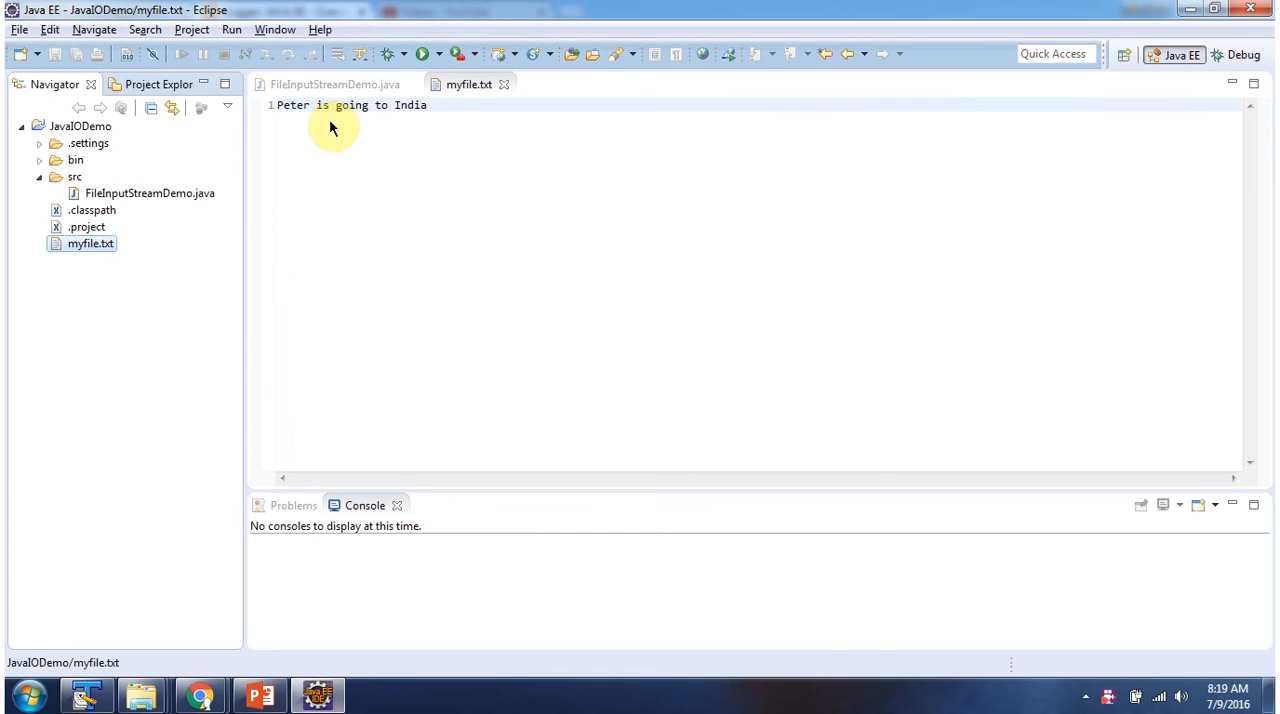 Java EE - JavaIODemo/myfile.txt - Eclipse
File Edit Navigate Search Project Run Window Help
Quick Access Java EE Debug
Navigator Project Explor
FileInputStreamDemo.java myfile.txt
1 Peter is going to India
JavaIODemo
.settings
bin
src
FileInputStreamDemo.java
.classpath
.project
myfile.txt
Problems Console
No consoles to display at this time.
JavaIODemo/myfile.txt
Java EE
IDE
8:19 AM
7/9/2016